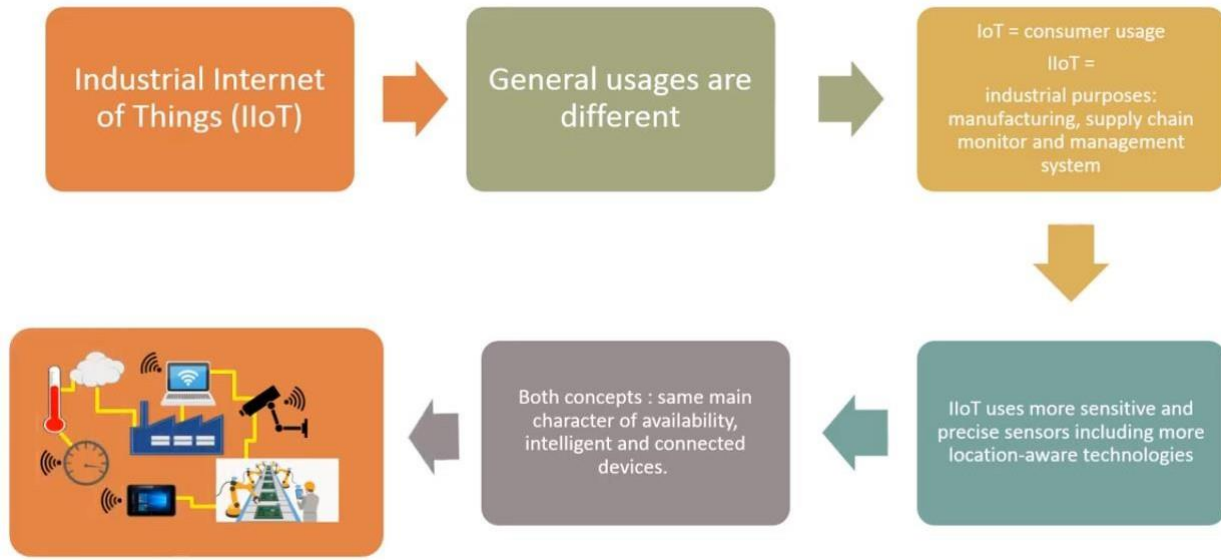 Industrial Internet
of Things (IIoT)
General usages are
different
IoT = consumer usage
IIoT =
industrial purposes:
manufacturing, supply chain
monitor and management
system
IIoT uses more sensitive and
precise sensors including more
location-aware technologies
Both concepts : same main
character of availability,
intelligent and connected
devices.